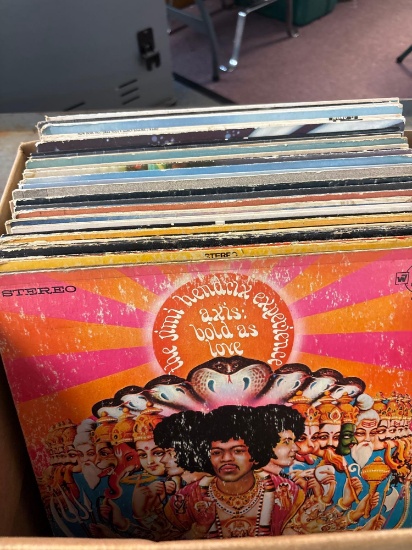 STEREO
STEREO
W
the jimi hendrix experience
axis:
bold as
love